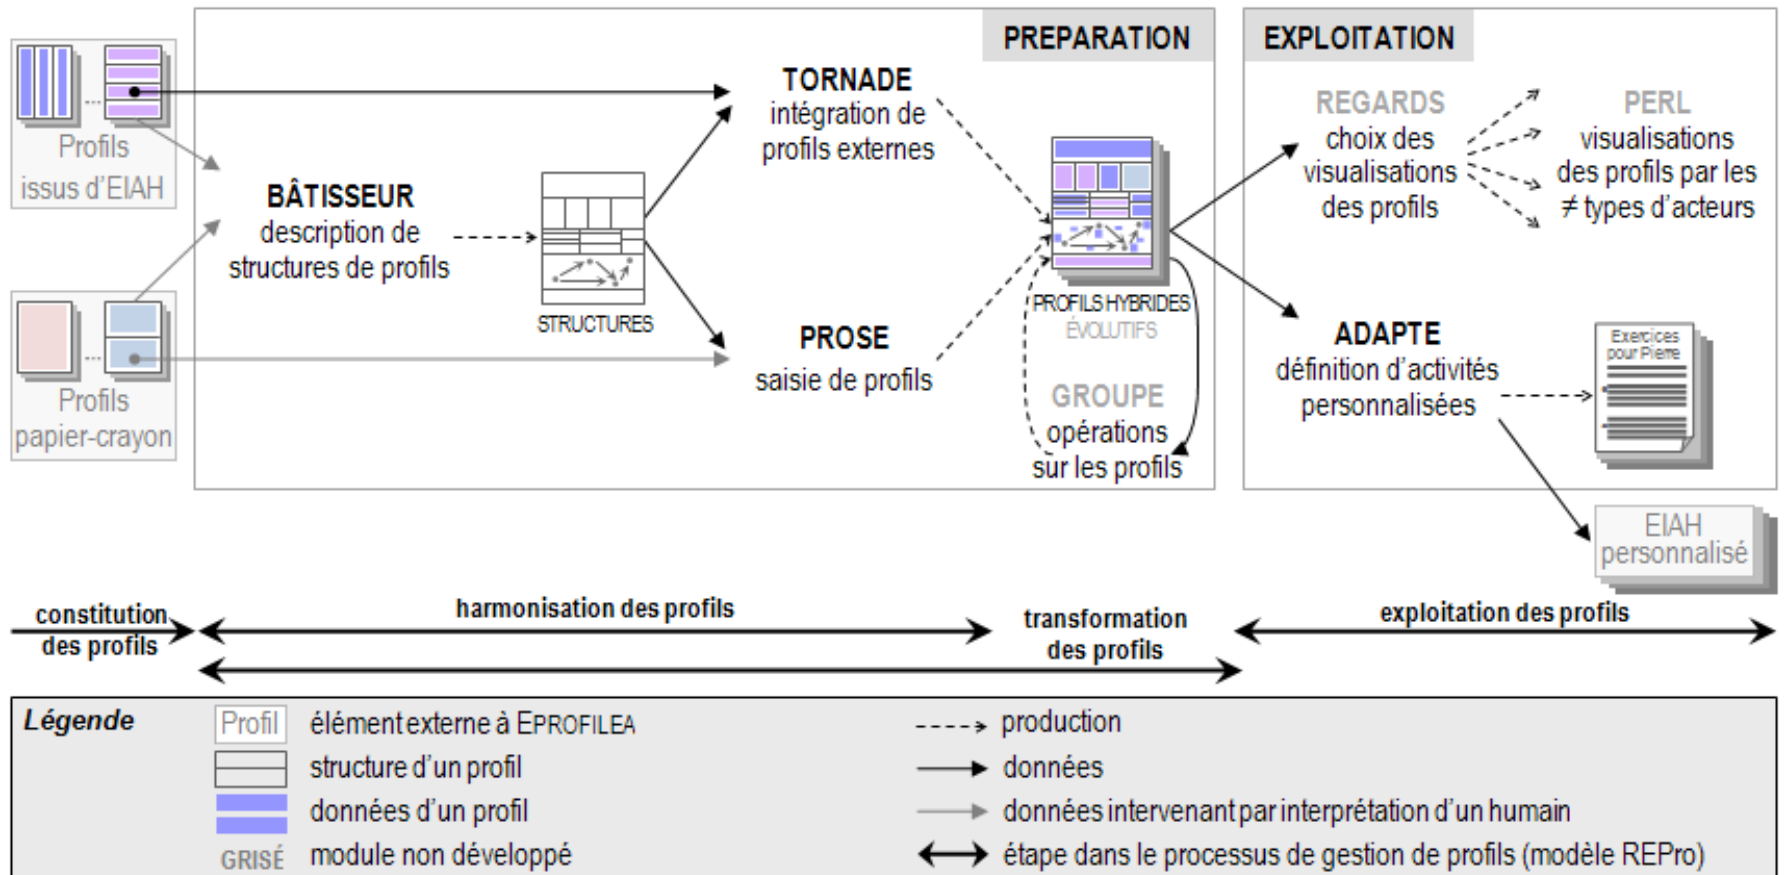 PREPARATION
EXPLOITATION
Profils
issus d'EIAH
BÂTISSEUR
description de
structures de profils
Profils
papier-crayon
STRUCTURES
TORNADE
intégration de
profils externes
PROSE
saisie de profils
PROFILS HYBRIDES
ÉVOLUTIFS
GROUPE
opérations
sur les profils
REGARDS
choix des
visualisations
des profils
PERL
visualisations
des profils par les
≠ types d'acteurs
ADAPTE
définition d'activités
personnalisées
Exercices
pour Pierre
EIAH
personnalisé
constitution
des profils
harmonisation des profils
transformation
des profils
exploitation des profils
Légende
Profil élément externe à EPROFILEA
structure d'un profil
données d'un profil
GRISÉ module non développé
production
données
données intervenant par interprétation d'un humain
étape dans le processus de gestion de profils (modèle REPro)